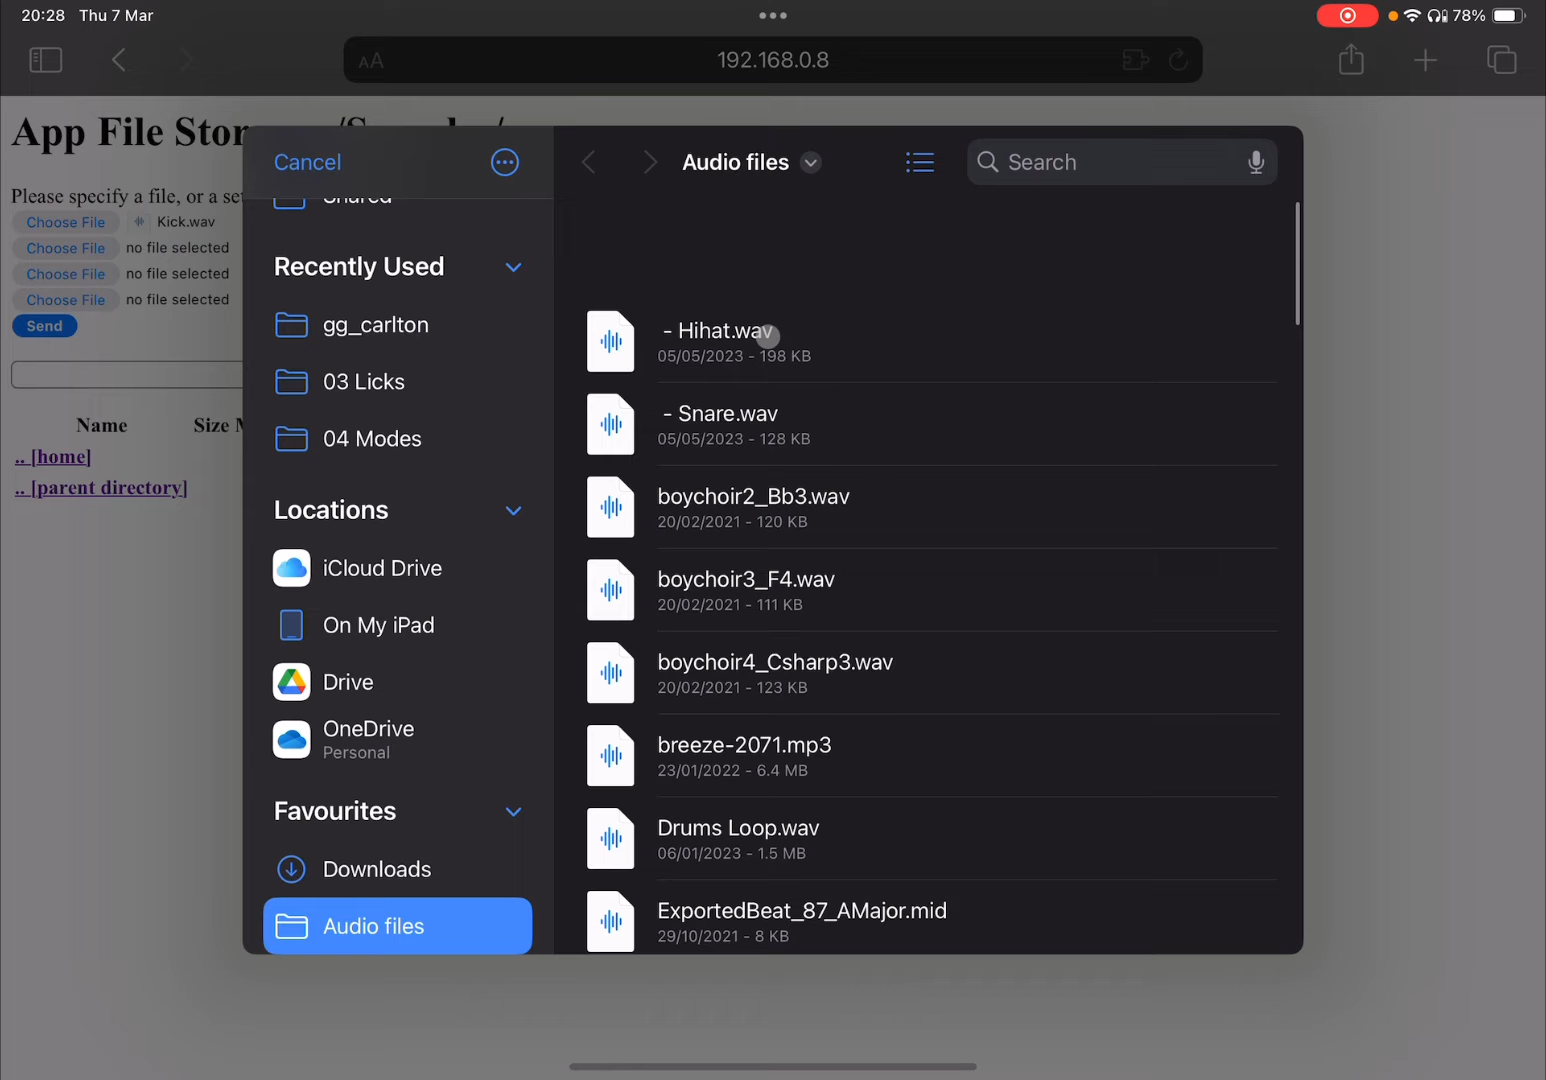 20:28 Thu 7 Mar
78%
AA
192.168.0.8
App File Stor
Please specify a file, or a set
Choose File Kick.wav
Choose File no file selected
Choose File no file selected
Choose File no file selected
Send
Name Size
.. [home]
.. [parent directory]
Cancel
Shared
Recently Used
gg_carlton
03 Licks
04 Modes
Locations
iCloud Drive
On My iPad
Drive
OneDrive
Personal
Favourites
Downloads
Audio files
Audio files
Search
- Hihat.wav
05/05/2023 - 198 KB
- Snare.wav
05/05/2023 - 128 KB
boychoir2_Bb3.wav
20/02/2021 - 120 KB
boychoir3_F4.wav
20/02/2021 - 111 KB
boychoir4_Csharp3.wav
20/02/2021 - 123 KB
breeze-2071.mp3
23/01/2022 - 6.4 MB
Drums Loop.wav
06/01/2023 - 1.5 MB
ExportedBeat_87_AMajor.mid
29/10/2021 - 8 KB